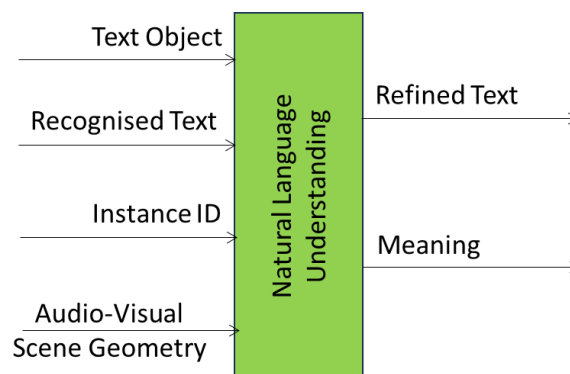 Text Object
Recognised Text
Instance ID
Audio-Visual
Scene Geometry
Natural Language
Understanding
Refined Text
Meaning